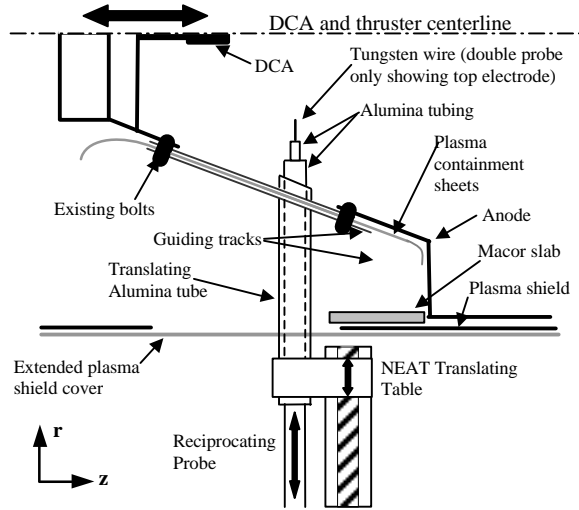 DCA and thruster centerline
DCA
Tungsten wire (double probe
only showing top electrode)
Alumina tubing
Plasma
containment
sheets
Existing bolts
Anode
Guiding tracks
Macor slab
Translating
Alumina tube
Plasma shield
Extended plasma
shield cover
NEAT Translating
Table
r
z
Reciprocating
Probe